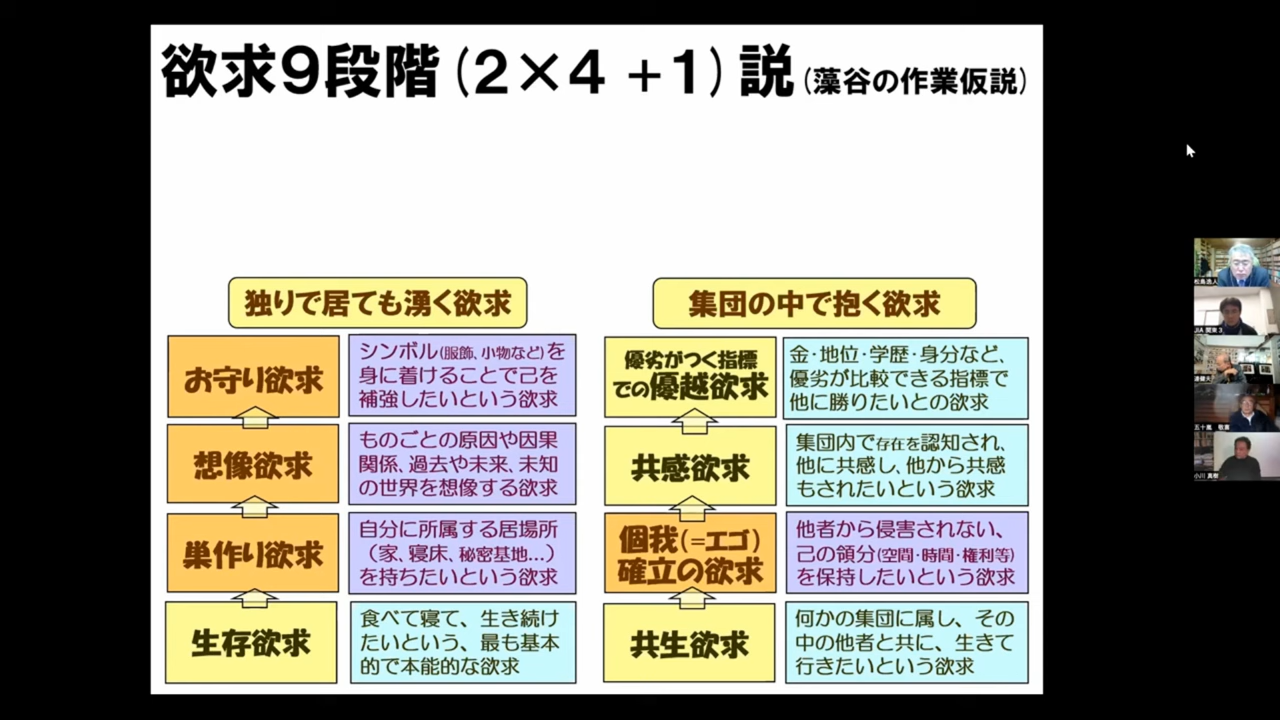 欲求9段階(2×4 +1)説(藻谷の作業仮説)
独りで居ても湧く欲求
お守り欲求
シンボル(服飾、小物など)を
身に着けることで己を
補強したいという欲求
想像欲求
ものごとの原因や因果
関係、過去や未来、未知
の世界を想像する欲求
巣作り欲求
自分に所属する居場所
(家、寝床、秘密基地…)
を持ちたいという欲求
生存欲求
食べて寝て、生き続け
たいという、最も基本
的で本能的な欲求
集団の中で抱く欲求
優劣がつく指標
での優越欲求
金・地位・学歴・身分など、
優劣が比較できる指標で
他に勝りたいとの欲求
共感欲求
集団内で存在を認知され、
他に共感し、他から共感
もされたいという欲求
個我(=エゴ)
確立の欲求
他者から侵害されない、
己の領分(空間・時間・権利等)
を保持したいという欲求
共生欲求
何かの集団に属し、その
中の他者と共に、生きて
行きたいという欲求
五十嵐
小川 真樹